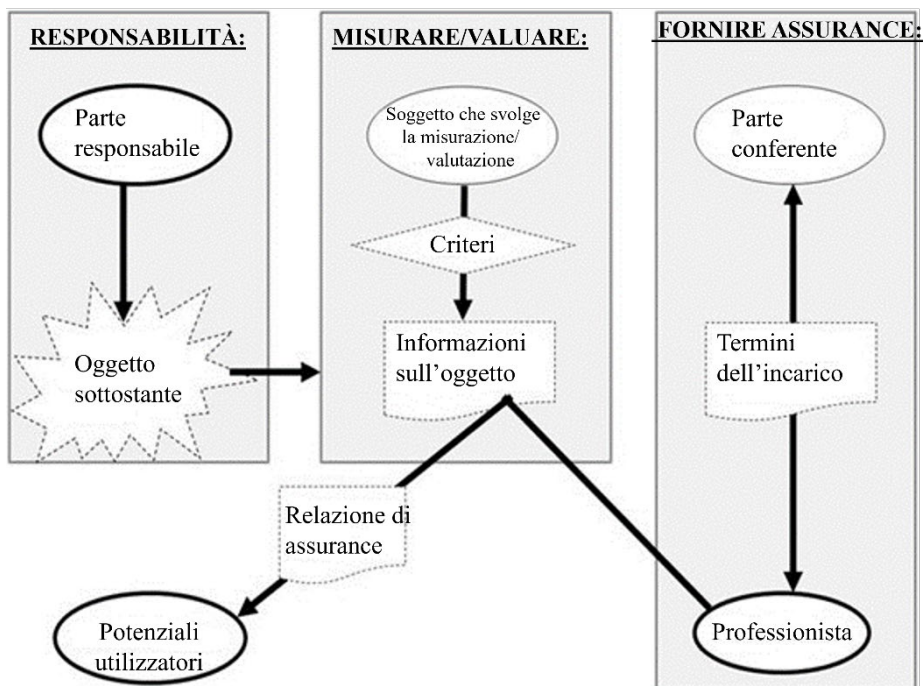 RESPONSABILITÀ:
Parte
responsabile
Oggetto
sottostante
MISURARE/VALUARE:
Soggetto che svolge
la misurazione/
valutazione
Criteri
Informazioni
sull'oggetto
FORNIRE ASSURANCE:
Parte
conferente
Termini
dell'incarico
Professionista
Relazione di
assurance
Potenziali
utilizzatori